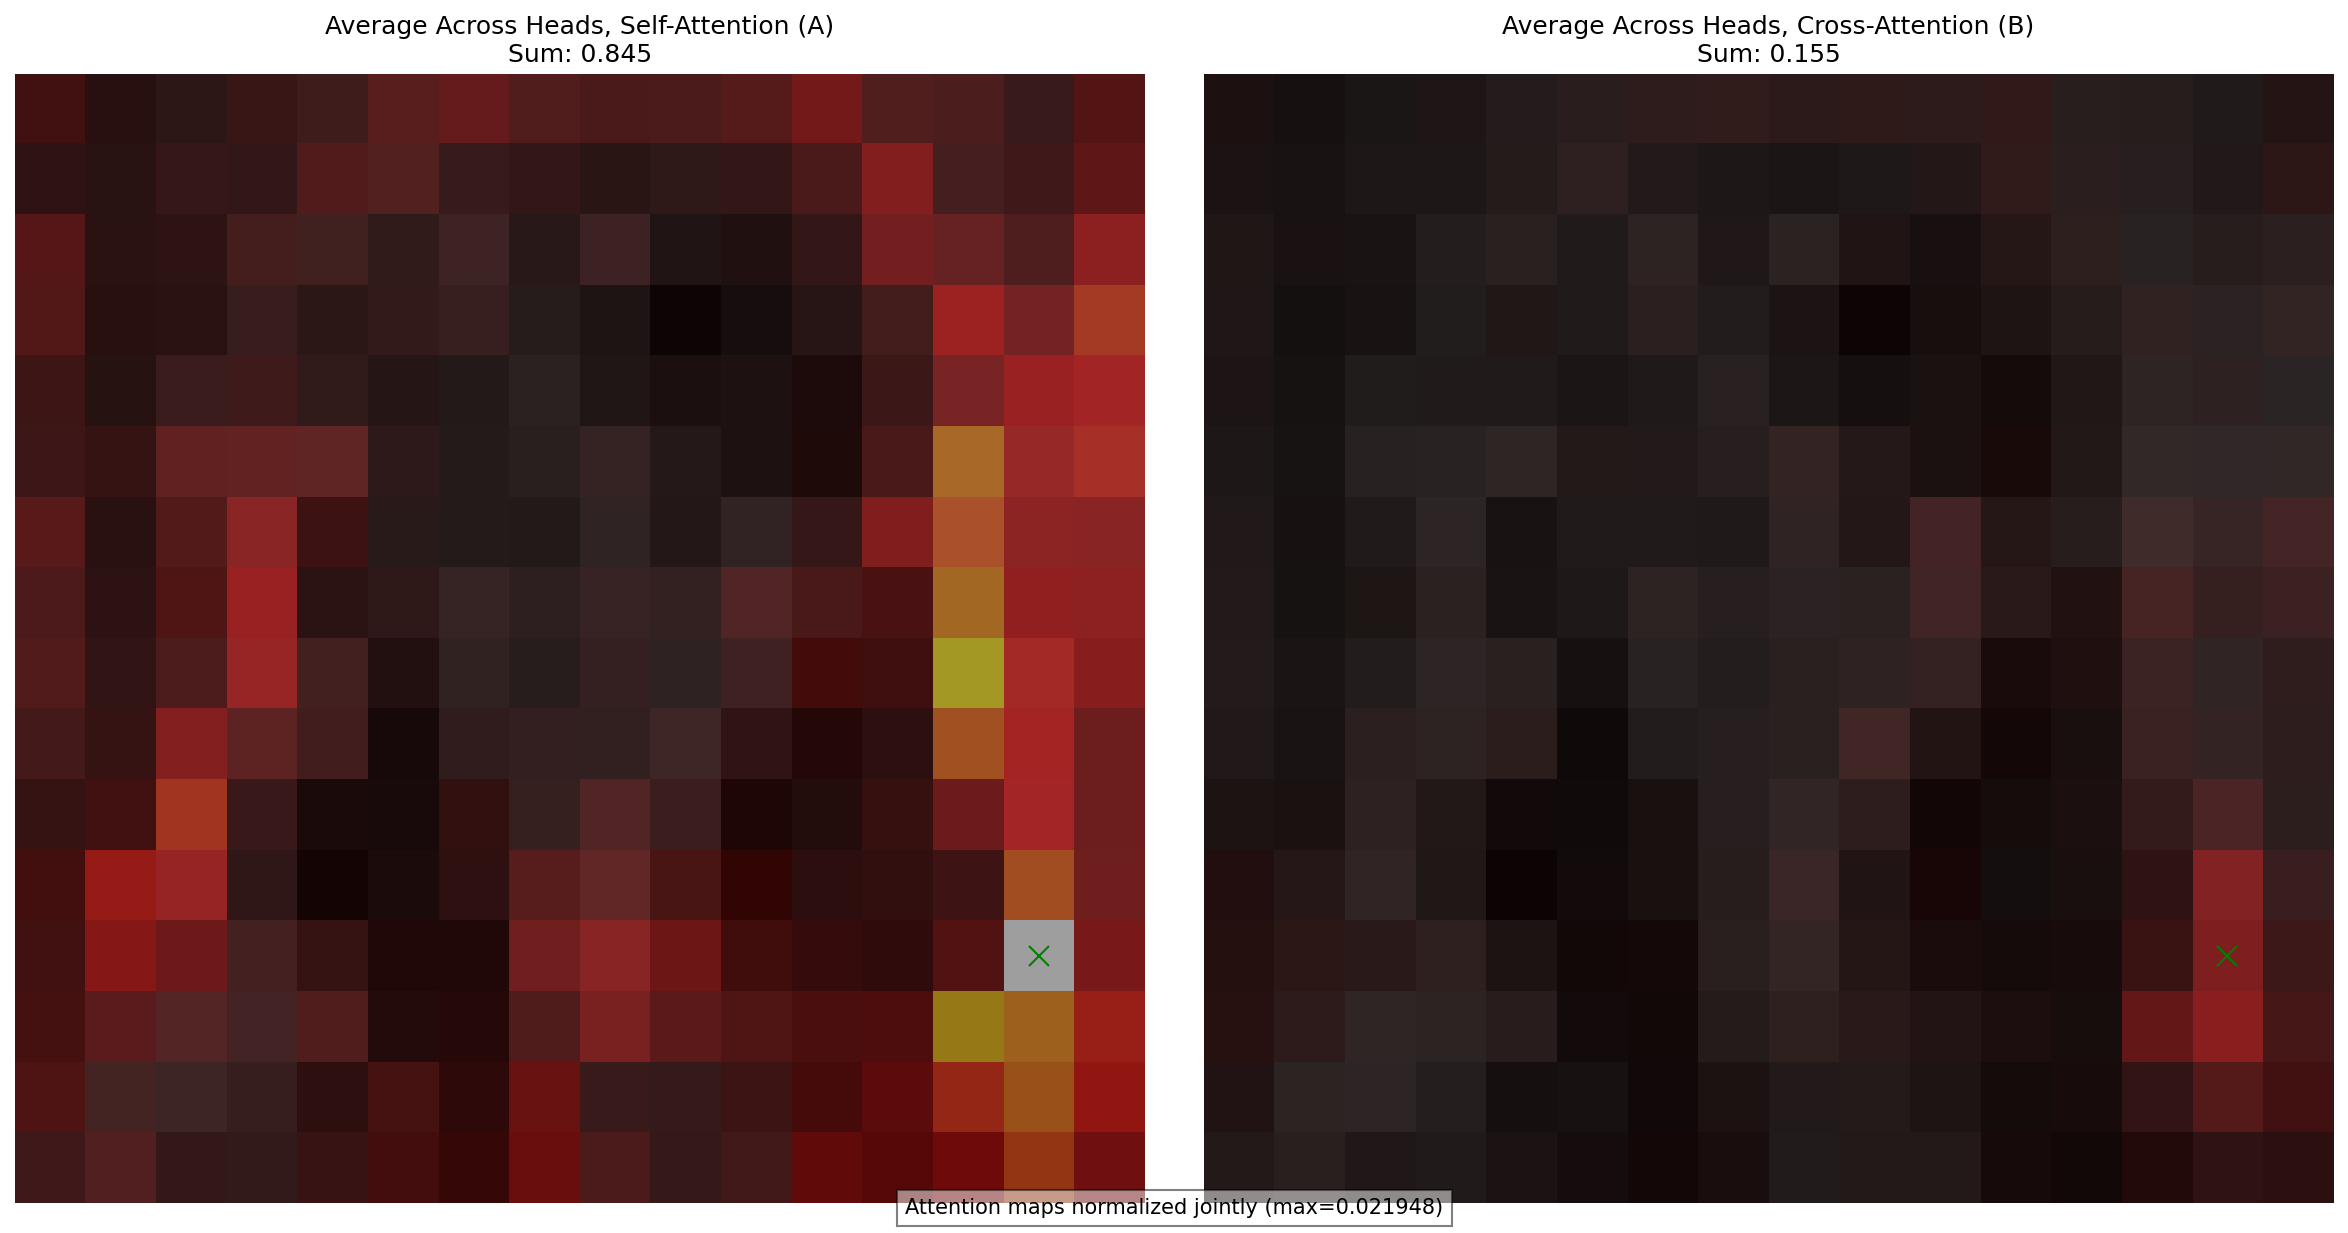 Average Across Heads, Self-Attention (A)
Sum: 0.845
Average Across Heads, Cross-Attention (B)
Sum: 0.155
Attention maps normalized jointly (max=0.021948)